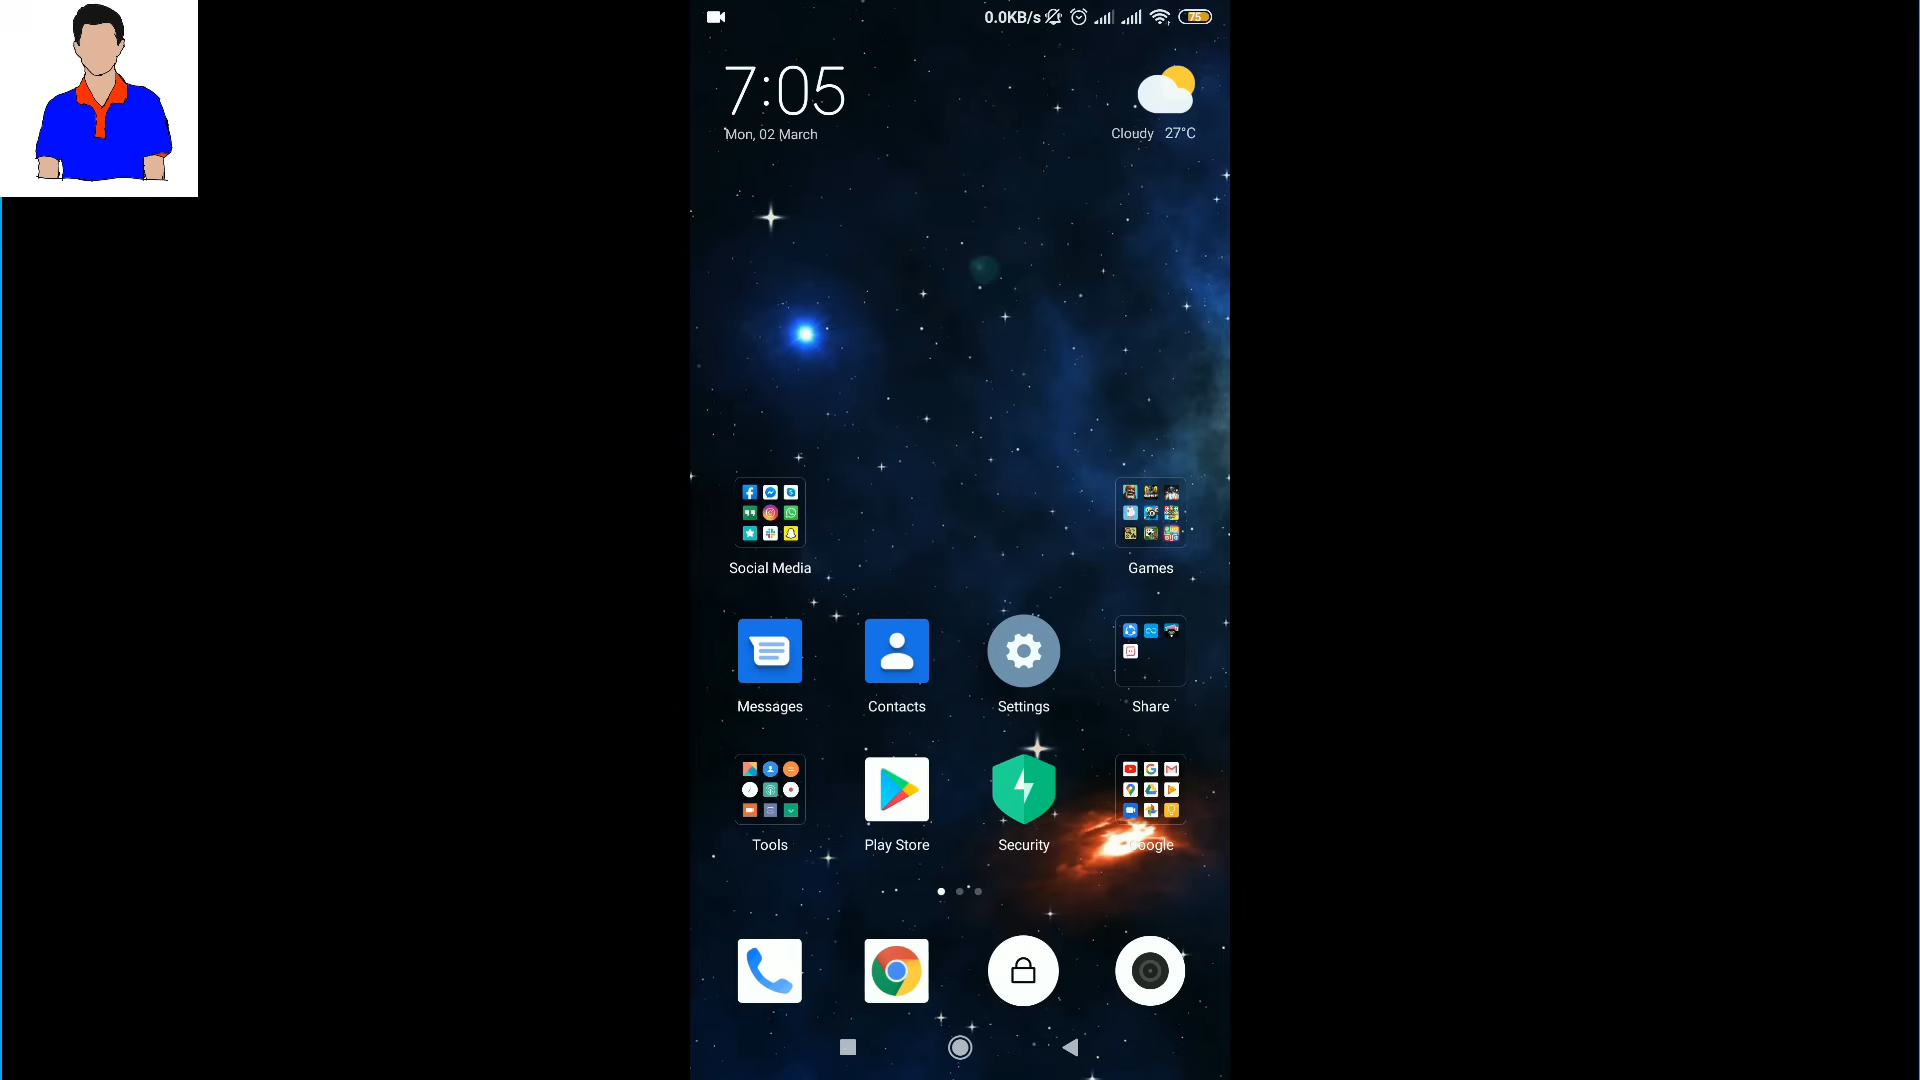 0.0KB/s 75
7:05
Mon, 02 March
Cloudy 27°C
Social Media
Games
Messages
Contacts
Settings
Share
Tools
Play Store
Security
Google